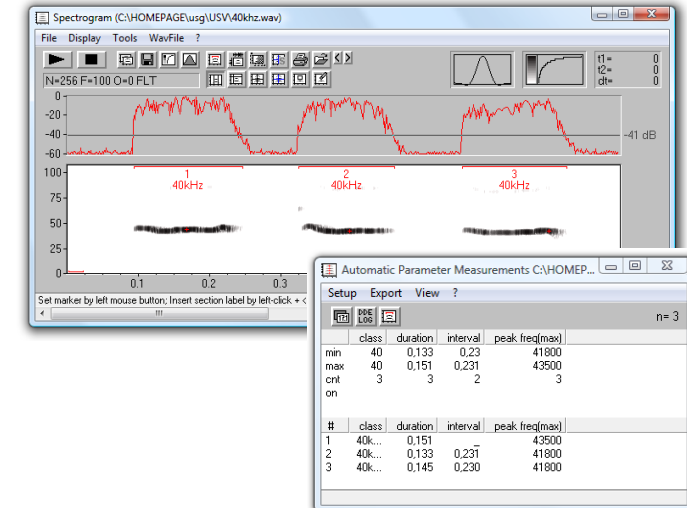 Spectrogram (C:\HOMEPAGE\usg\USV\40khz.wav)
File Display Tools WavFile ?
N=256 F=100 O=0 FLT
t1= 0
t2= 0
dt= 0
0
-20
-40
-60
-41 dB
100
75
50
25
0
1 2 3
40kHz 40kHz 40kHz
0.1 0.2 0.3
Set marker by left mouse button; Insert section label by left-click + <
Automatic Parameter Measurements C:\HOMEP...
Setup Export View ?
DDE LOG
n= 3
class duration interval peak freq(max)
min 40 0,133 0,23 41800
max 40 0,151 0,231 43500
cnt 3 3 2 3
on
# class duration interval peak freq(max)
1 40k... 0,151 _ 43500
2 40k... 0,133 0,231 41800
3 40k... 0,145 0,230 41800